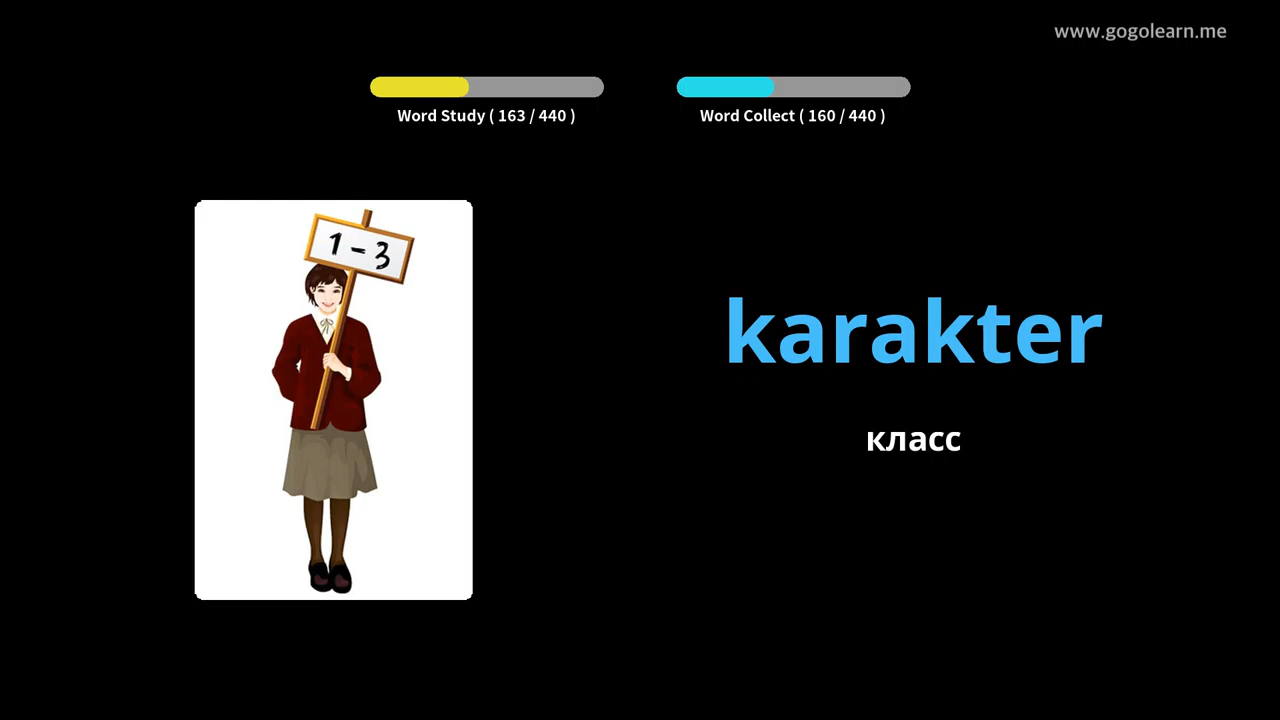 www.gogolearn.me
Word Study ( 163 / 440 )
Word Collect ( 160 / 440 )
1 - 3
karakter
класс